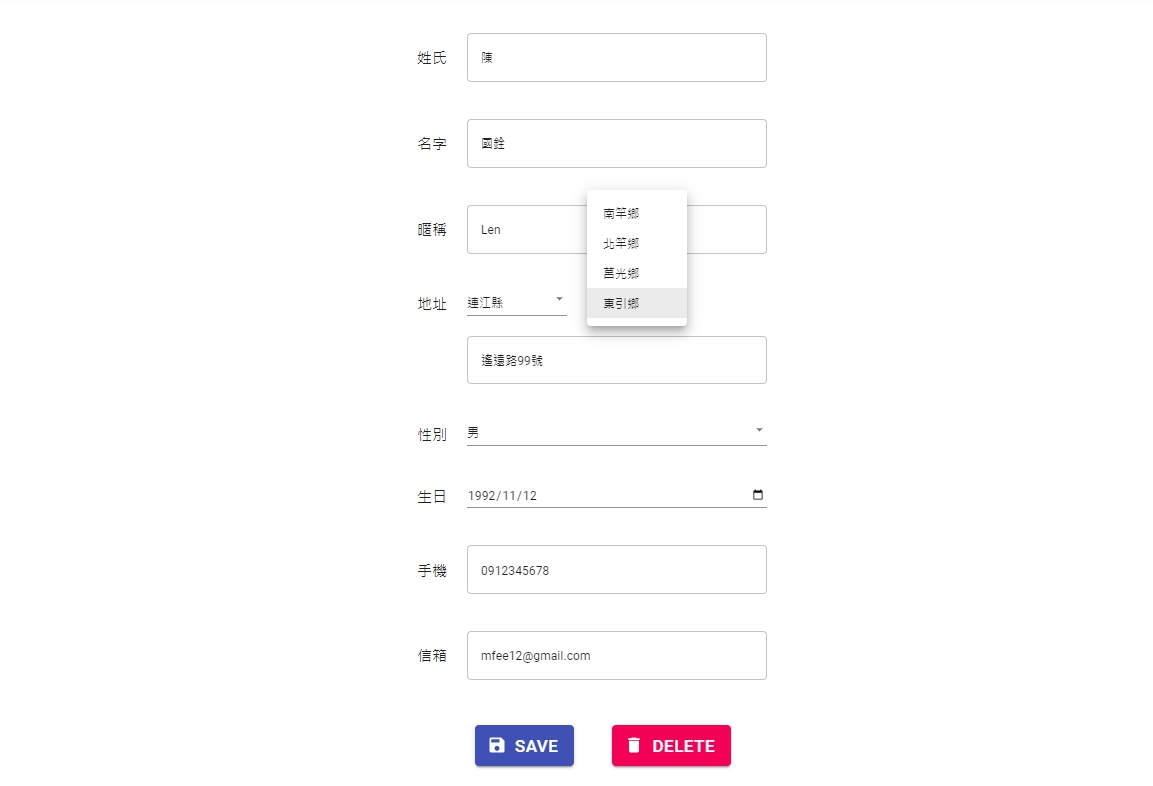 姓氏 陳
名字 國銓
南竿鄉
暱稱 Len
北竿鄉
莒光鄉
地址 連江縣 東引鄉
遙遠路99號
性別 男
生日 1992/11/12
手機 0912345678
信箱 mfee12@gmail.com
SAVE DELETE